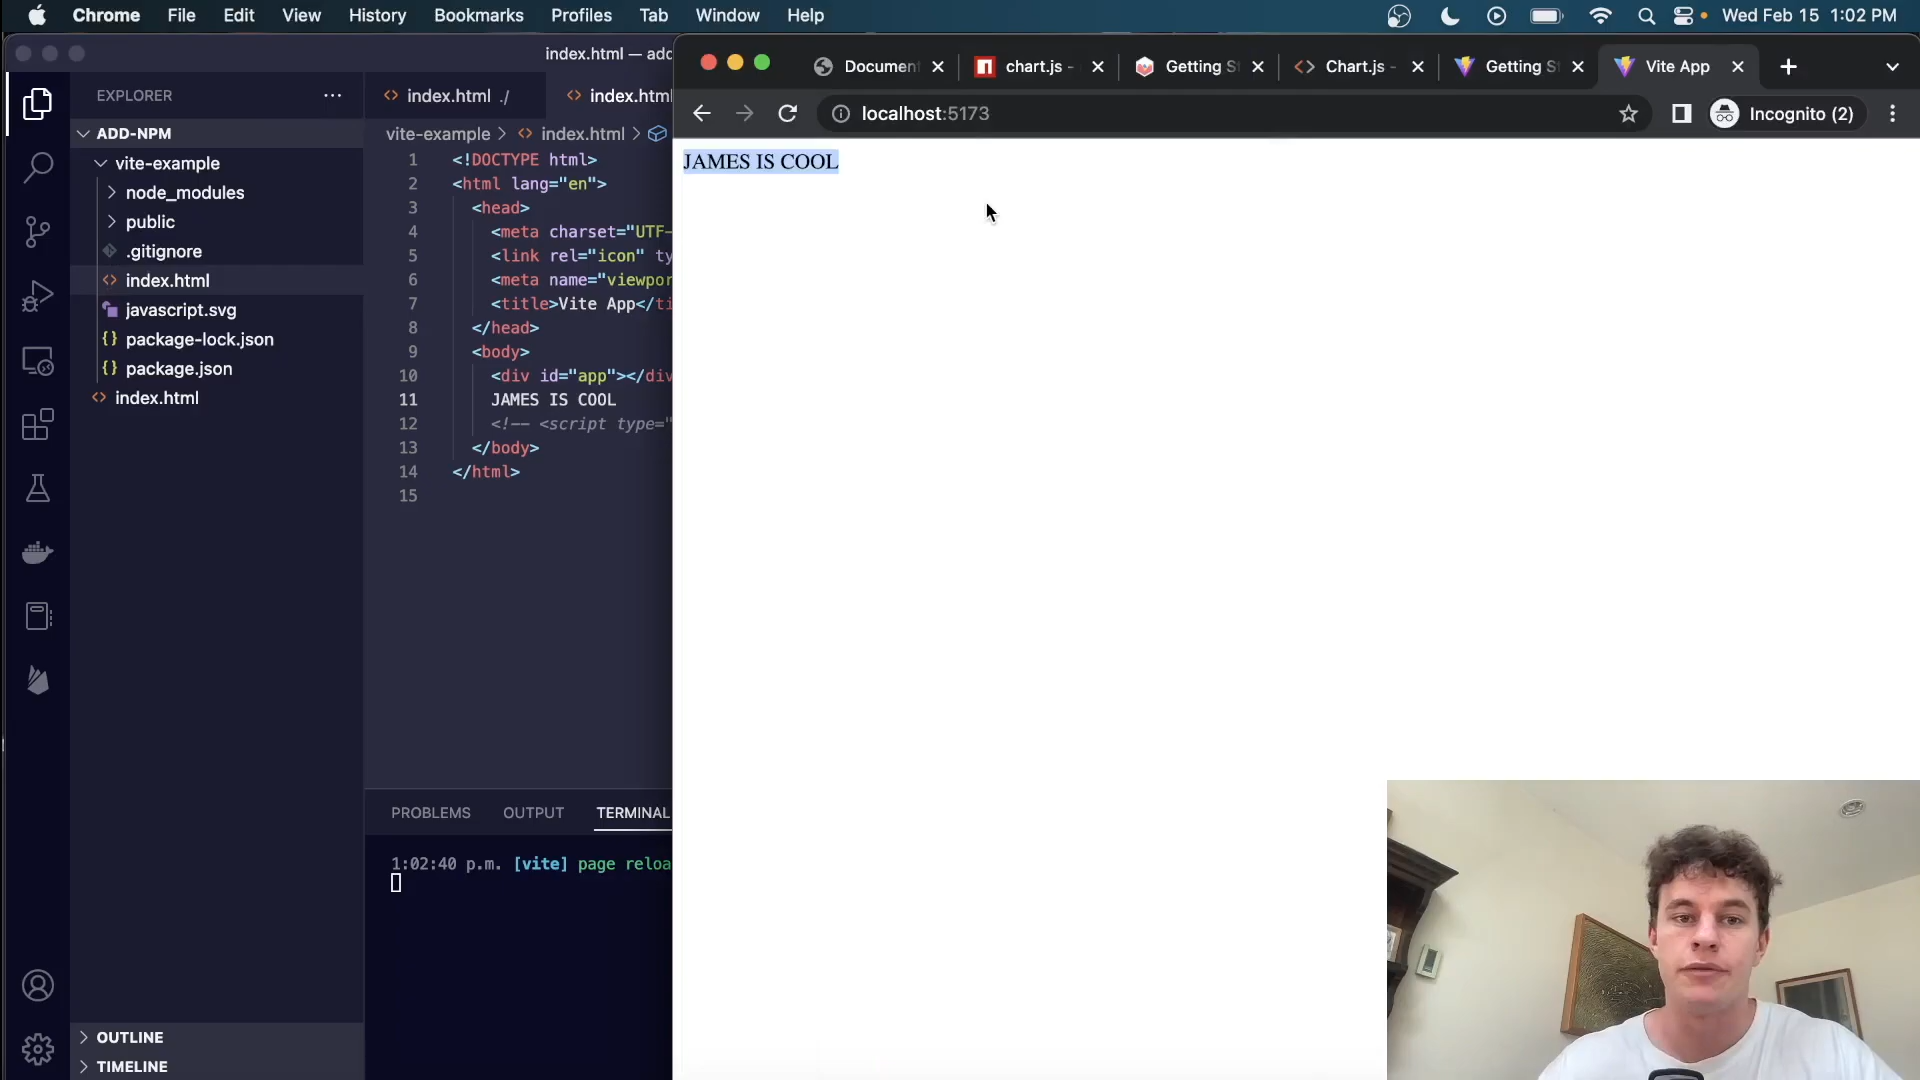 Chrome File Edit View History Bookmarks Profiles Tab Window Help Wed Feb 15 1:02 PM
index.html — add
EXPLORER
ADD-NPM
vite-example
node_modules
public
.gitignore
index.html
javascript.svg
package-lock.json
package.json
index.html
OUTLINE
TIMELINE
index.html ./ index.html
vite-example > index.html >
1 <!DOCTYPE html>
2 <html lang="en">
3 <head>
4 <meta charset="UTF-
5 <link rel="icon" ty
6 <meta name="viewpor
7 <title>Vite App</ti
8 </head>
9 <body>
10 <div id="app"></div
11 JAMES IS COOL
12 <!-- <script type="
13 </body>
14 </html>
15
PROBLEMS OUTPUT TERMINAL
1:02:40 p.m. [vite] page reloa
Documen chart.js - Getting S Chart.js - Getting S Vite App
localhost:5173 Incognito (2)
JAMES IS COOL